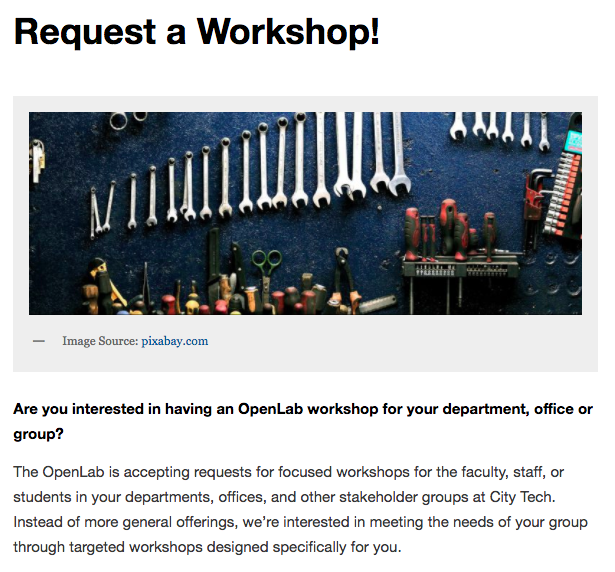 Request a Workshop!
— Image Source: pixabay.com
Are you interested in having an OpenLab workshop for your department, office or
group?
The OpenLab is accepting requests for focused workshops for the faculty, staff, or
students in your departments, offices, and other stakeholder groups at City Tech.
Instead of more general offerings, we’re interested in meeting the needs of your group
through targeted workshops designed specifically for you.